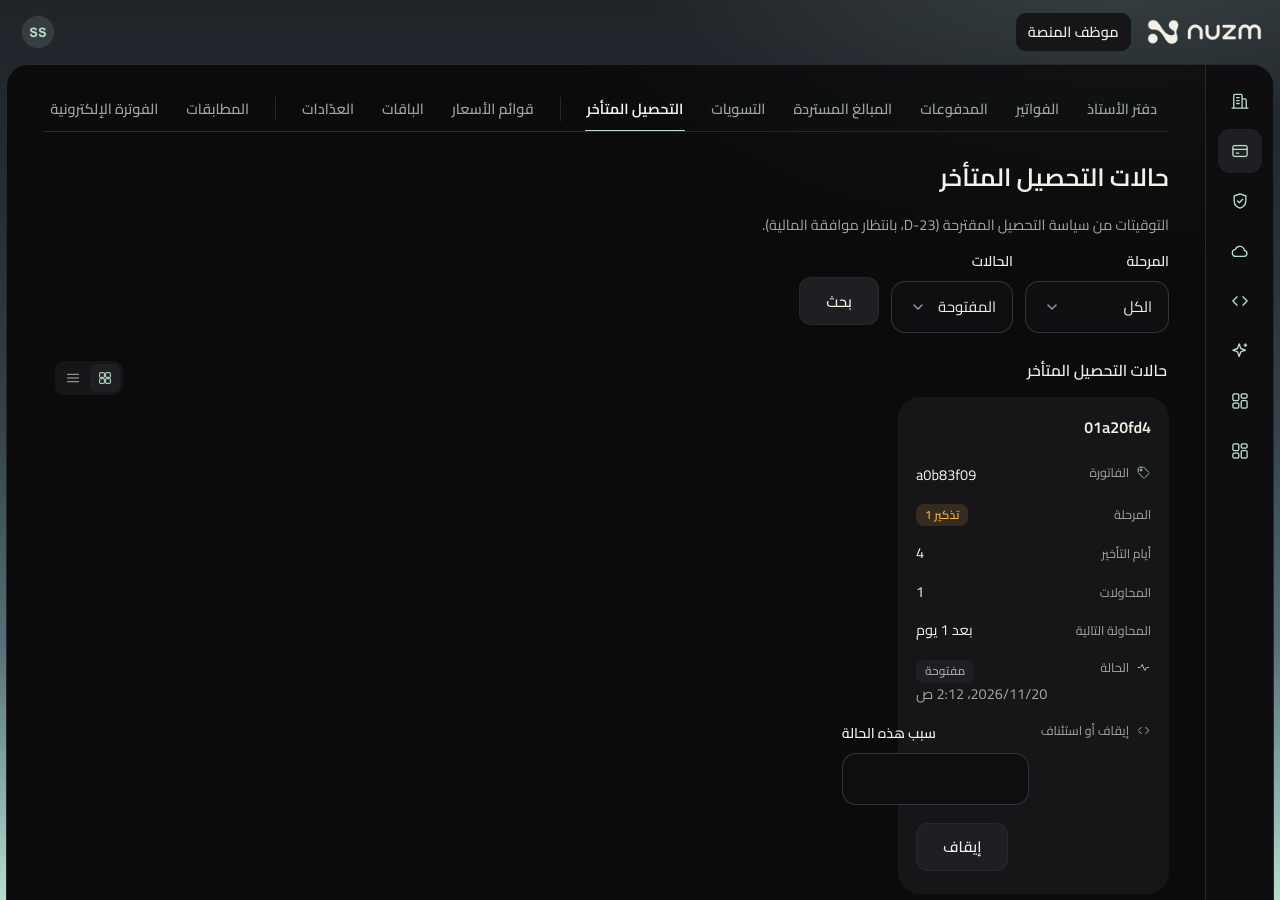 nuzm
موظف المنصة
SS
دفتر الأستاذ
الفواتير
المدفوعات
المبالغ المستردة
التسويات
التحصيل المتأخر
قوائم الأسعار
الباقات
العدّادات
المطابقات
الفوترة الإلكترونية
حالات التحصيل المتأخر
التوقيتات من سياسة التحصيل المقترحة (D-23، بانتظار موافقة المالية).
المرحلة
الكل
الحالات
المفتوحة
بحث
حالات التحصيل المتأخر
01a20fd4
الفاتورة a0b83f09
المرحلة تذكير 1
أيام التأخير 4
المحاولات 1
المحاولة التالية بعد 1 يوم
الحالة مفتوحة
2026/11/20، 2:12 ص
إيقاف أو استئناف
سبب هذه الحالة
إيقاف